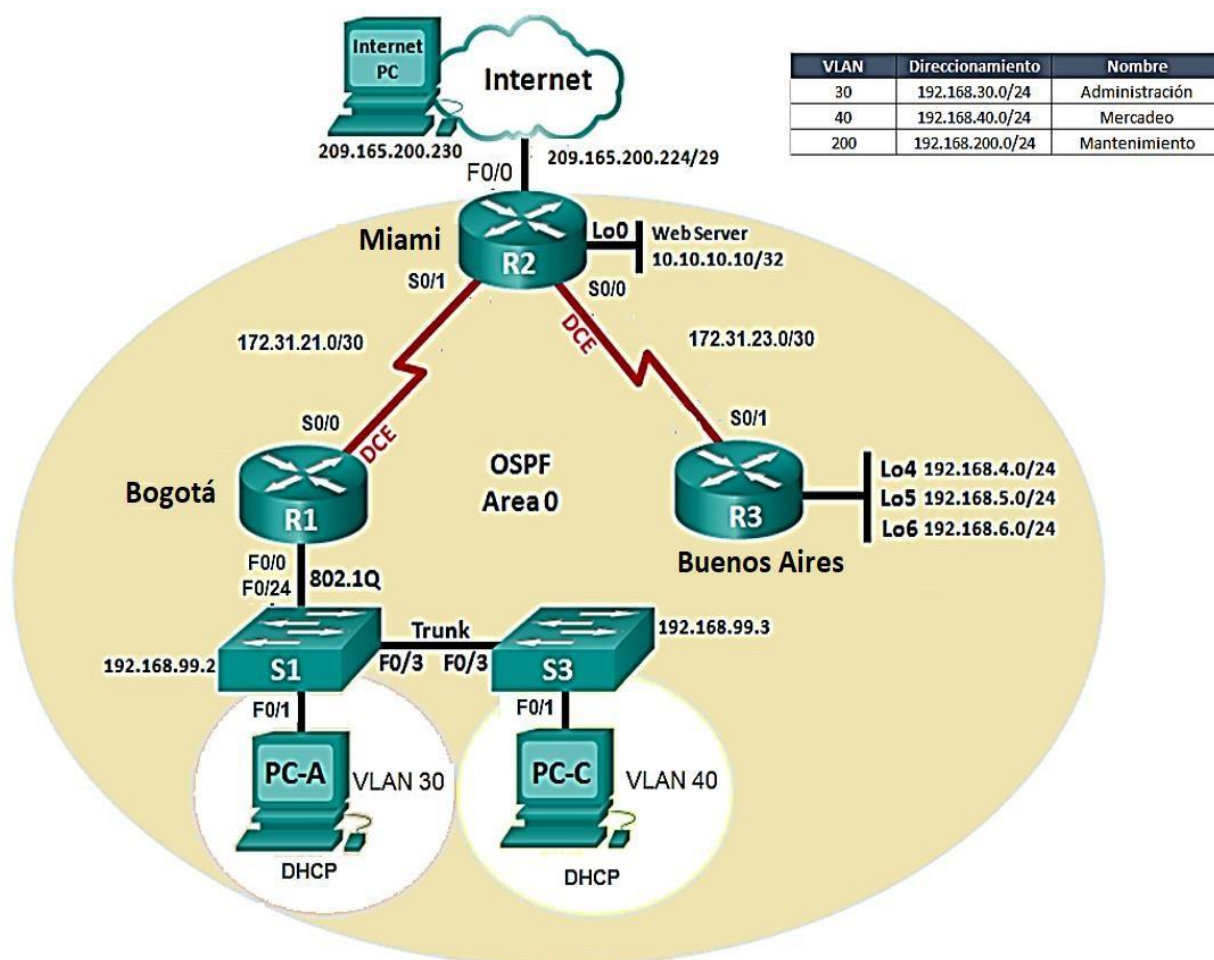 Internet
PC
Internet
209.165.200.230
209.165.200.224/29
F0/0
VLAN Direccionamiento Nombre
30 192.168.30.0/24 Administración
40 192.168.40.0/24 Mercadeo
200 192.168.200.0/24 Mantenimiento
Miami
R2
Lo0
Web Server
10.10.10.10/32
S0/1
S0/0
DCE
172.31.21.0/30
172.31.23.0/30
S0/0
DCE
S0/1
Bogotá
R1
OSPF
Area 0
R3
Buenos Aires
Lo4 192.168.4.0/24
Lo5 192.168.5.0/24
Lo6 192.168.6.0/24
F0/0
F0/24
802.1Q
192.168.99.2
S1
Trunk
F0/3 F0/3
S3
192.168.99.3
F0/1
F0/1
PC-A
VLAN 30
DHCP
PC-C
VLAN 40
DHCP